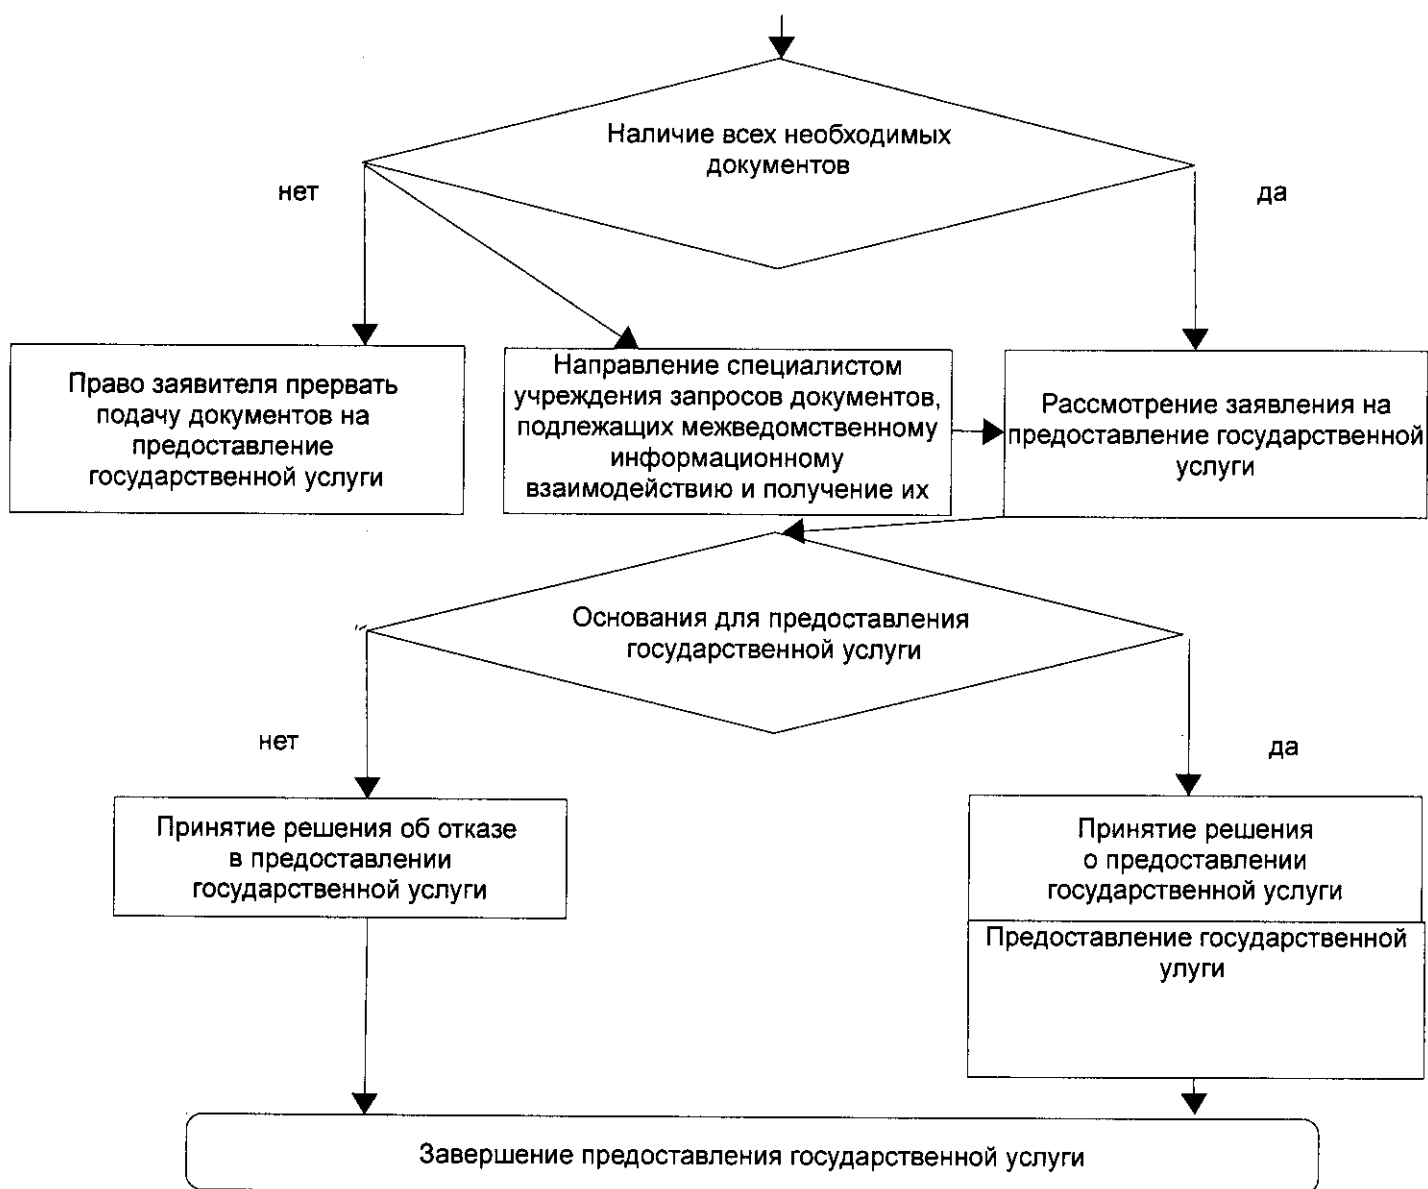 Наличие всех необходимых
документов
нет
да
Право заявителя прервать
подачу документов на
предоставление
государственной услуги
Направление специалистом
учреждения запросов документов,
подлежащих межведомственному
информационному
взаимодействию и получение их
Рассмотрение заявления на
предоставление государственной
услуги
Основания для предоставления
государственной услуги
нет
да
Принятие решения об отказе
в предоставлении
государственной услуги
Принятие решения
о предоставлении
государственной услуги
Предоставление государственной
улуги
Завершение предоставления государственной услуги